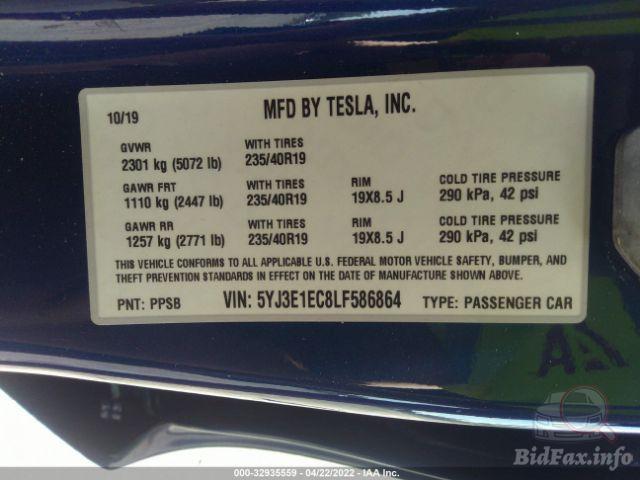 10/19 MFD BY TESLA, INC.
GVWR WITH TIRES
2301 kg (5072 lb) 235/40R19
GAWR FRT WITH TIRES RIM COLD TIRE PRESSURE
1110 kg (2447 lb) 235/40R19 19X8.5 J 290 kPa, 42 psi
GAWR RR WITH TIRES RIM COLD TIRE PRESSURE
1257 kg (2771 lb) 235/40R19 19X8.5 J 290 kPa, 42 psi
THIS VEHICLE CONFORMS TO ALL APPLICABLE U.S. FEDERAL MOTOR VEHICLE SAFETY, BUMPER, AND
THEFT PREVENTION STANDARDS IN EFFECT ON THE DATE OF MANUFACTURE SHOWN ABOVE.
PNT: PPSB VIN: 5YJ3E1EC8LF586864 TYPE: PASSENGER CAR
BidFax.info
000-32935559 - 04/22/2022 - IAA Inc.